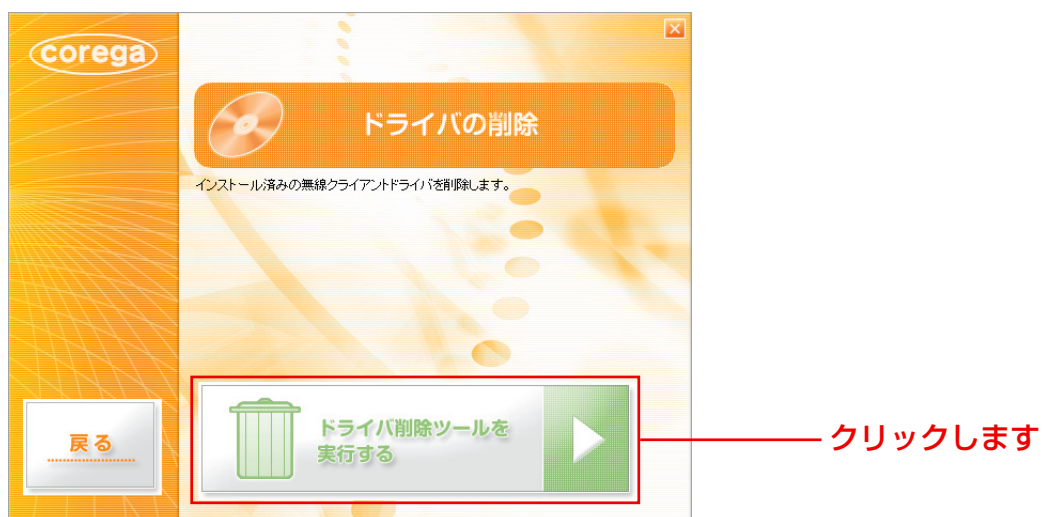 corega
ドライバの削除
インストール済みの無線クライアントドライバを削除します。
ドライバ削除ツールを
実行する
戻る
クリックします